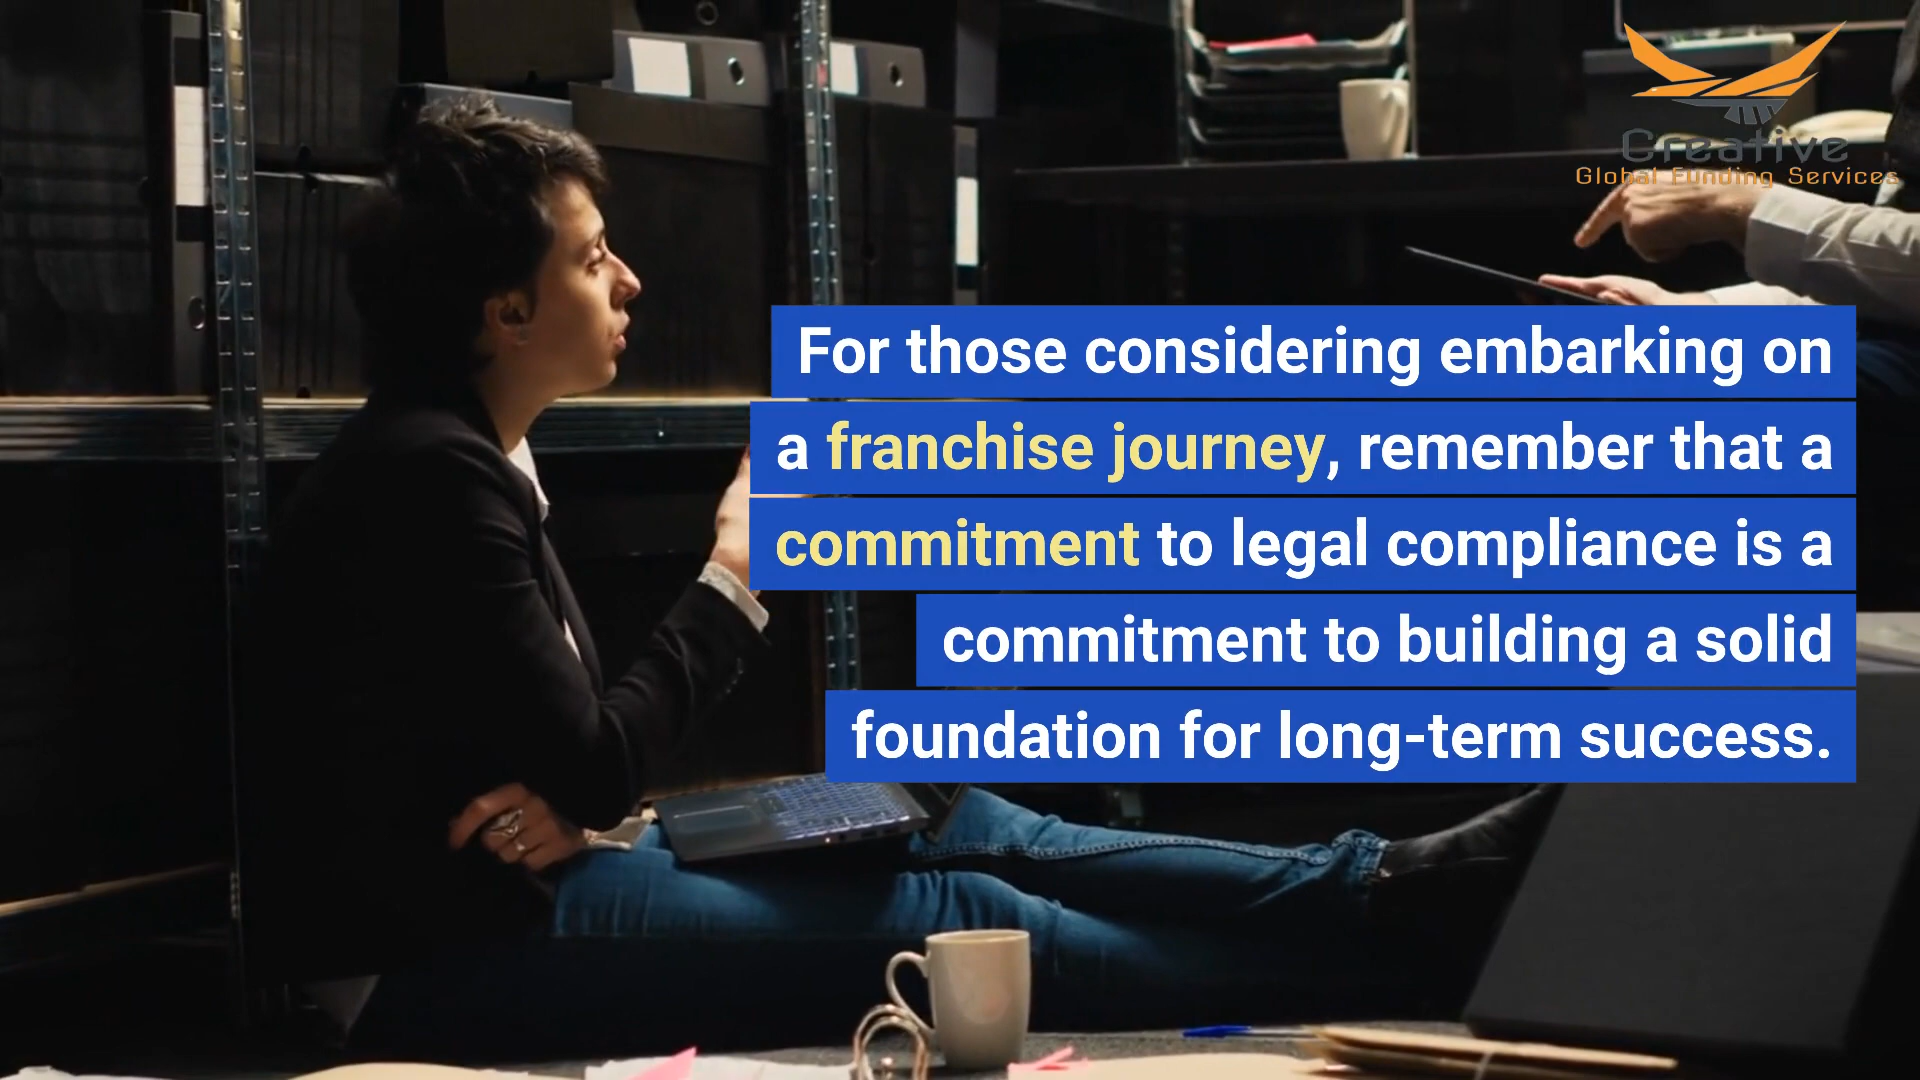 Creative
Global Funding Services
For those considering embarking on
a franchise journey, remember that a
commitment to legal compliance is a
commitment to building a solid
foundation for long-term success.